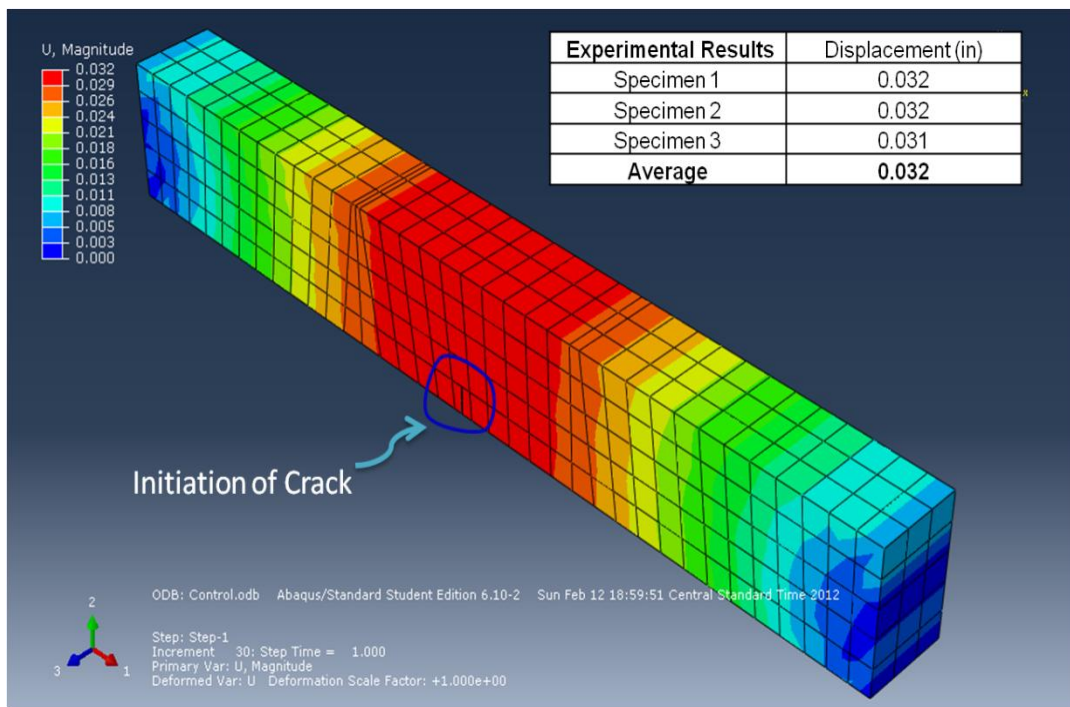 U, Magnitude
0.032
0.029
0.026
0.024
0.021
0.018
0.016
0.013
0.011
0.008
0.005
0.003
0.000
Experimental Results Displacement (in)
Specimen 1 0.032
Specimen 2 0.032
Specimen 3 0.031
Average 0.032
x
Initiation of Crack
ODB: Control.odb Abaqus/Standard Student Edition 6.10-2 Sun Feb 12 18:59:51 Central Standard Time 2012
Step: Step-1
Increment 30: Step Time = 1.000
Primary Var: U, Magnitude
Deformed Var: U Deformation Scale Factor: +1.000e+00
2
3
1